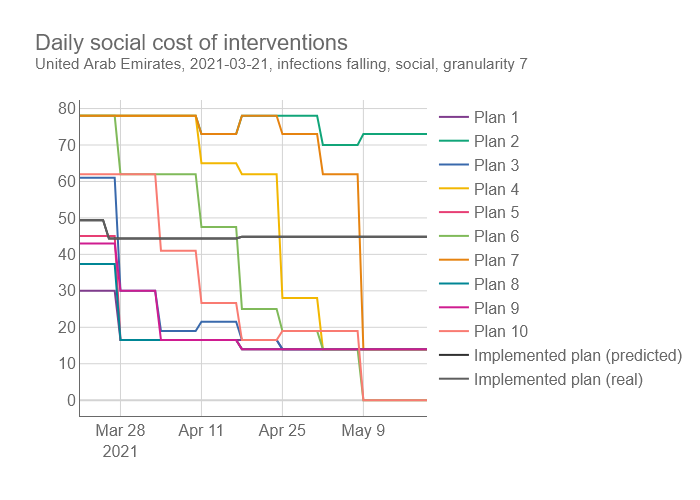 Daily social cost of interventions
United Arab Emirates, 2021-03-21, infections falling, social, granularity 7
80
70
60
50
40
30
20
10
0
Mar 28
2021
Apr 11
Apr 25
May 9
Plan 1
Plan 2
Plan 3
Plan 4
Plan 5
Plan 6
Plan 7
Plan 8
Plan 9
Plan 10
Implemented plan (predicted)
Implemented plan (real)